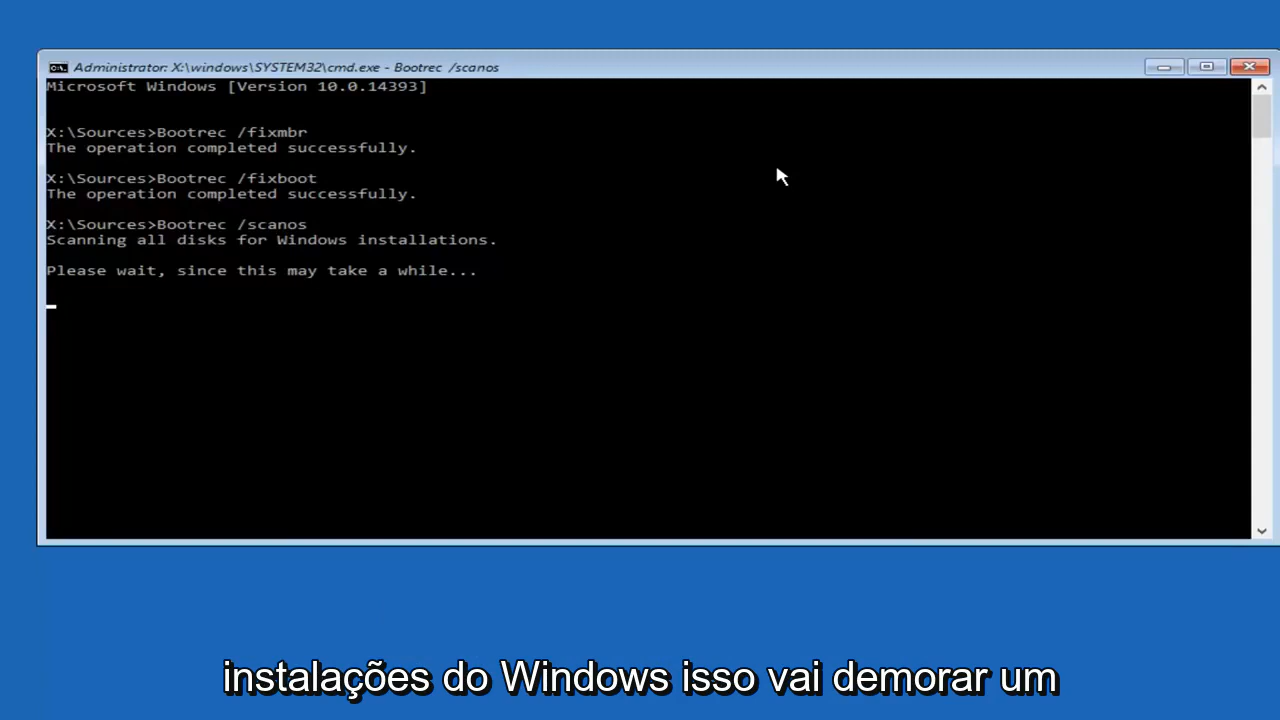 Administrator: X:\windows\SYSTEM32\cmd.exe - Bootrec /scanos
Microsoft Windows [Version 10.0.14393]
X:\Sources>Bootrec /fixmbr
The operation completed successfully.
X:\Sources>Bootrec /fixboot
The operation completed successfully.
X:\Sources>Bootrec /scanos
Scanning all disks for Windows installations.
Please wait, since this may take a while...
instalações do Windows isso vai demorar um